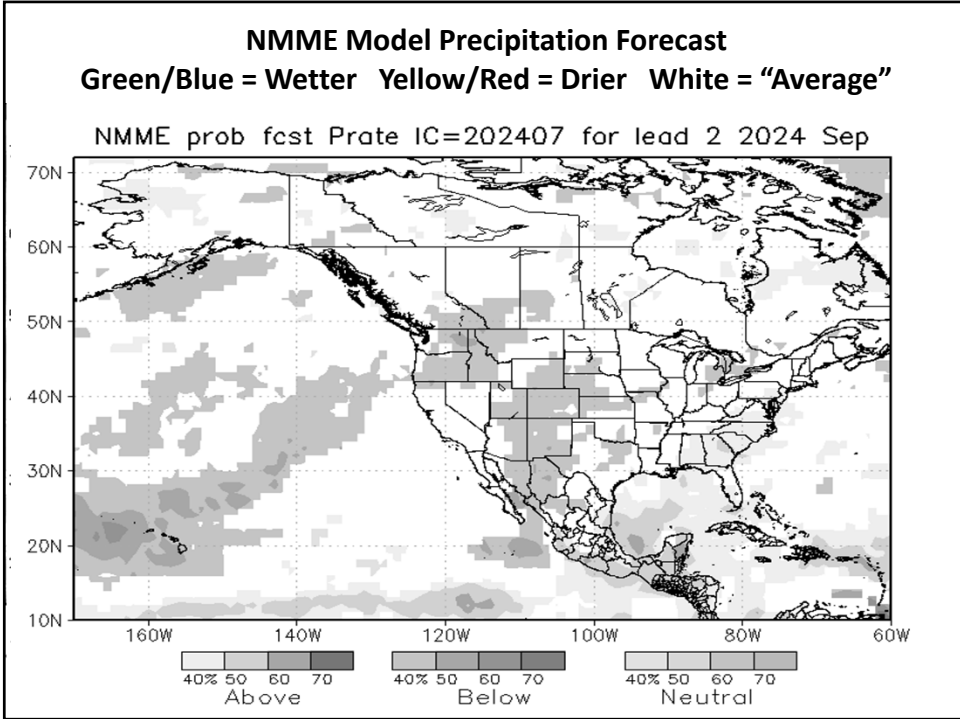 NMME Model Precipitation Forecast
Green/Blue = Wetter   Yellow/Red = Drier   White = “Average”
NMME prob fcst Prate IC=202407 for lead 2 2024 Sep
70N
60N
50N
40N
30N
20N
10N
160W 140W 120W 100W 80W 60W
40% 50 60 70 40% 50 60 70 40% 50 60 70
Above Below Neutral